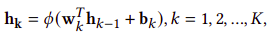 h_k = ϕ(w_k^T h_{k−1} + b_k), k = 1, 2, ..., K,